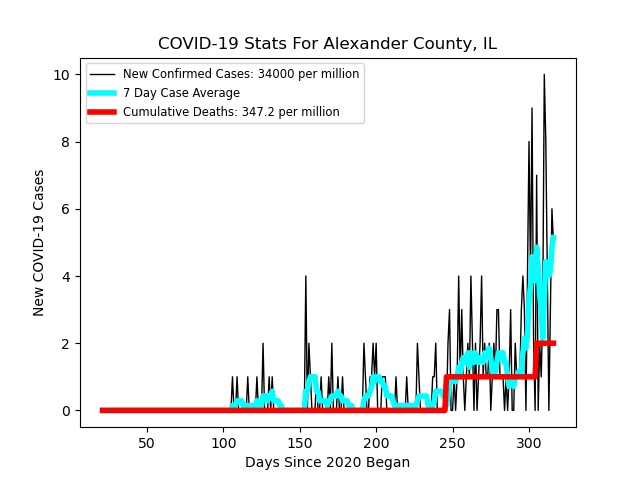 COVID-19 Stats For Alexander County, IL
New Confirmed Cases: 34000 per million
7 Day Case Average
Cumulative Deaths: 347.2 per million
New COVID-19 Cases
10
8
6
4
2
0
50 100 150 200 250 300
Days Since 2020 Began